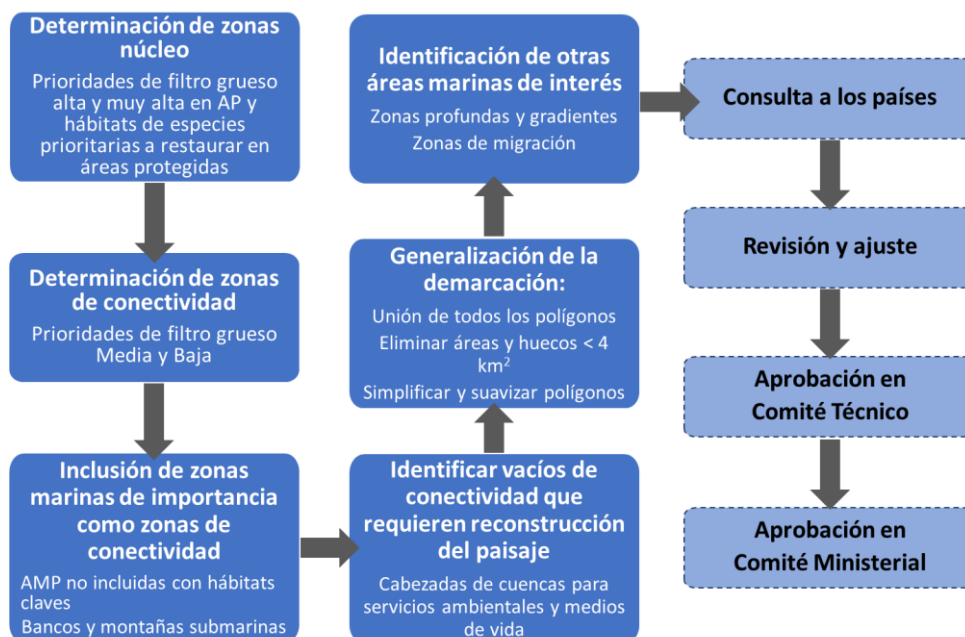 Determinación de zonas
núcleo
Prioridades de filtro grueso
alta y muy alta en AP y
hábitats de especies
prioritarias a restaurar en
áreas protegidas
Determinación de zonas
de conectividad
Prioridades de filtro grueso
Media y Baja
Inclusión de zonas
marinas de importancia
como zonas de
conectividad
AMP no incluidas con hábitats
claves
Bancos y montañas submarinas
Identificar vacíos de
conectividad que
requieren reconstrucción
del paisaje
Cabezadas de cuencas para
servicios ambientales y medios
de vida
Generalización de la
demarcación:
Unión de todos los polígonos
Eliminar áreas y huecos < 4
km²
Simplificar y suavizar polígonos
Identificación de otras
áreas marinas de interés
Zonas profundas y gradientes
Zonas de migración
Consulta a los países
Revisión y ajuste
Aprobación en
Comité Técnico
Aprobación en
Comité Ministerial